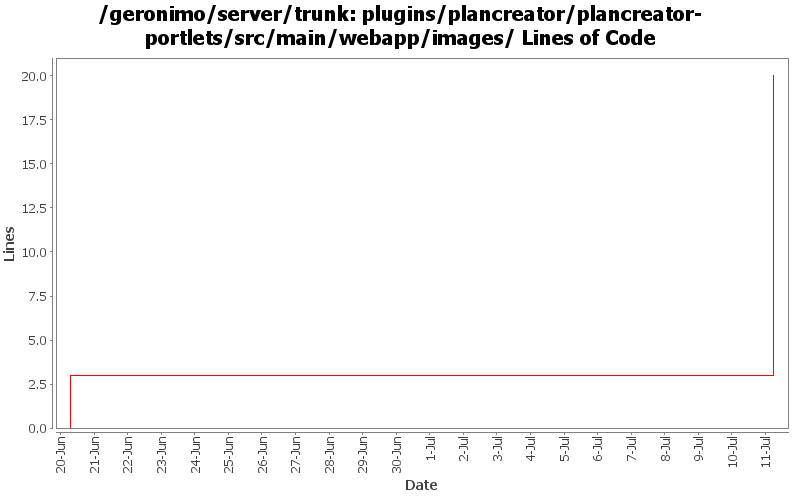 /geronimo/server/trunk: plugins/plancreator/plancreator-
portlets/src/main/webapp/images/ Lines of Code
20.0
17.5
15.0
12.5
10.0
7.5
5.0
2.5
0.0
Lines
20-Jun
21-Jun
22-Jun
23-Jun
24-Jun
25-Jun
26-Jun
27-Jun
28-Jun
29-Jun
30-Jun
1-Jul
2-Jul
3-Jul
4-Jul
5-Jul
6-Jul
7-Jul
8-Jul
9-Jul
10-Jul
11-Jul
Date